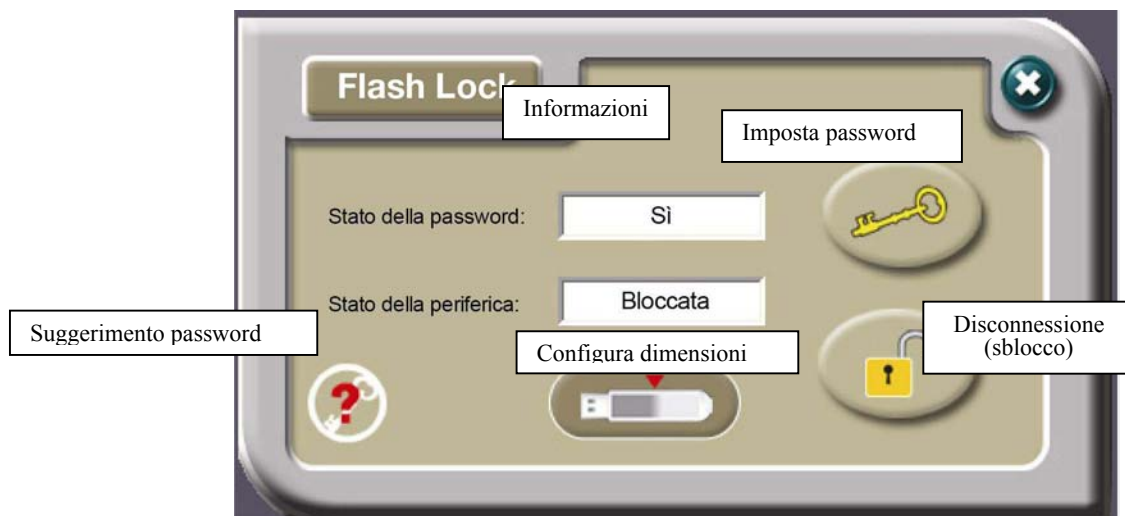 Flash Lock
Informazioni
Imposta password
Stato della password:
Sì
Stato della periferica:
Bloccata
Suggerimento password
Configura dimensioni
Disconnessione
(sblocco)
?